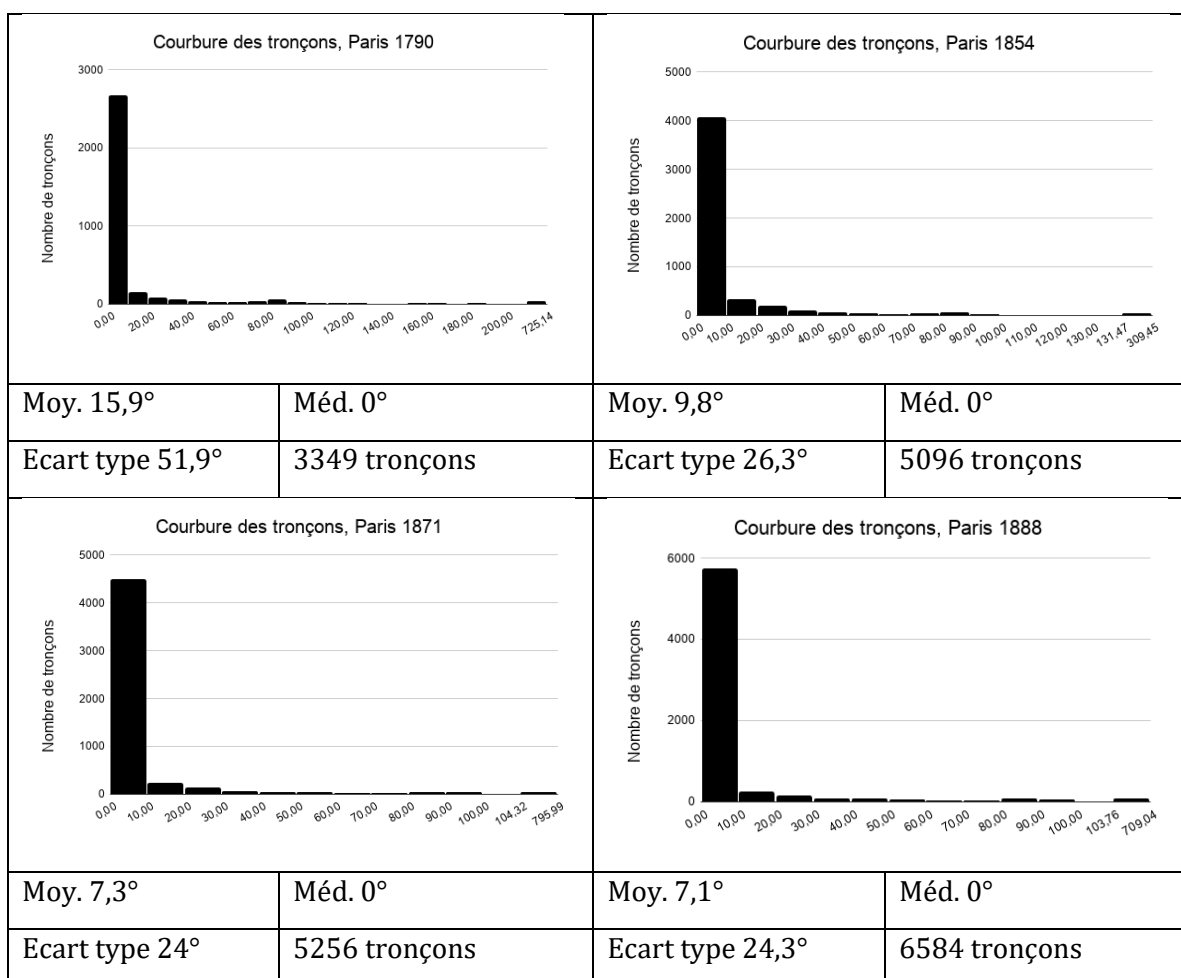 Courbure des tronçons, Paris 1790
3000
2000
1000
0
Nombre de tronçons
0,00 20,00 40,00 60,00 80,00 100,00 120,00 140,00 160,00 180,00 200,00 725,14
Courbure des tronçons, Paris 1854
5000
4000
3000
2000
1000
0
Nombre de tronçons
0,00 10,00 20,00 30,00 40,00 50,00 60,00 70,00 80,00 90,00 100,00 110,00 120,00 130,00 131,47 309,45
Moy. 15,9° Méd. 0° Moy. 9,8° Méd. 0°
Ecart type 51,9° 3349 tronçons Ecart type 26,3° 5096 tronçons
Courbure des tronçons, Paris 1871
5000
4000
3000
2000
1000
0
Nombre de tronçons
0,00 10,00 20,00 30,00 40,00 50,00 60,00 70,00 80,00 90,00 100,00 104,32 795,99
Courbure des tronçons, Paris 1888
6000
4000
2000
0
Nombre de tronçons
0,00 10,00 20,00 30,00 40,00 50,00 60,00 70,00 80,00 90,00 100,00 103,76 709,04
Moy. 7,3° Méd. 0° Moy. 7,1° Méd. 0°
Ecart type 24° 5256 tronçons Ecart type 24,3° 6584 tronçons